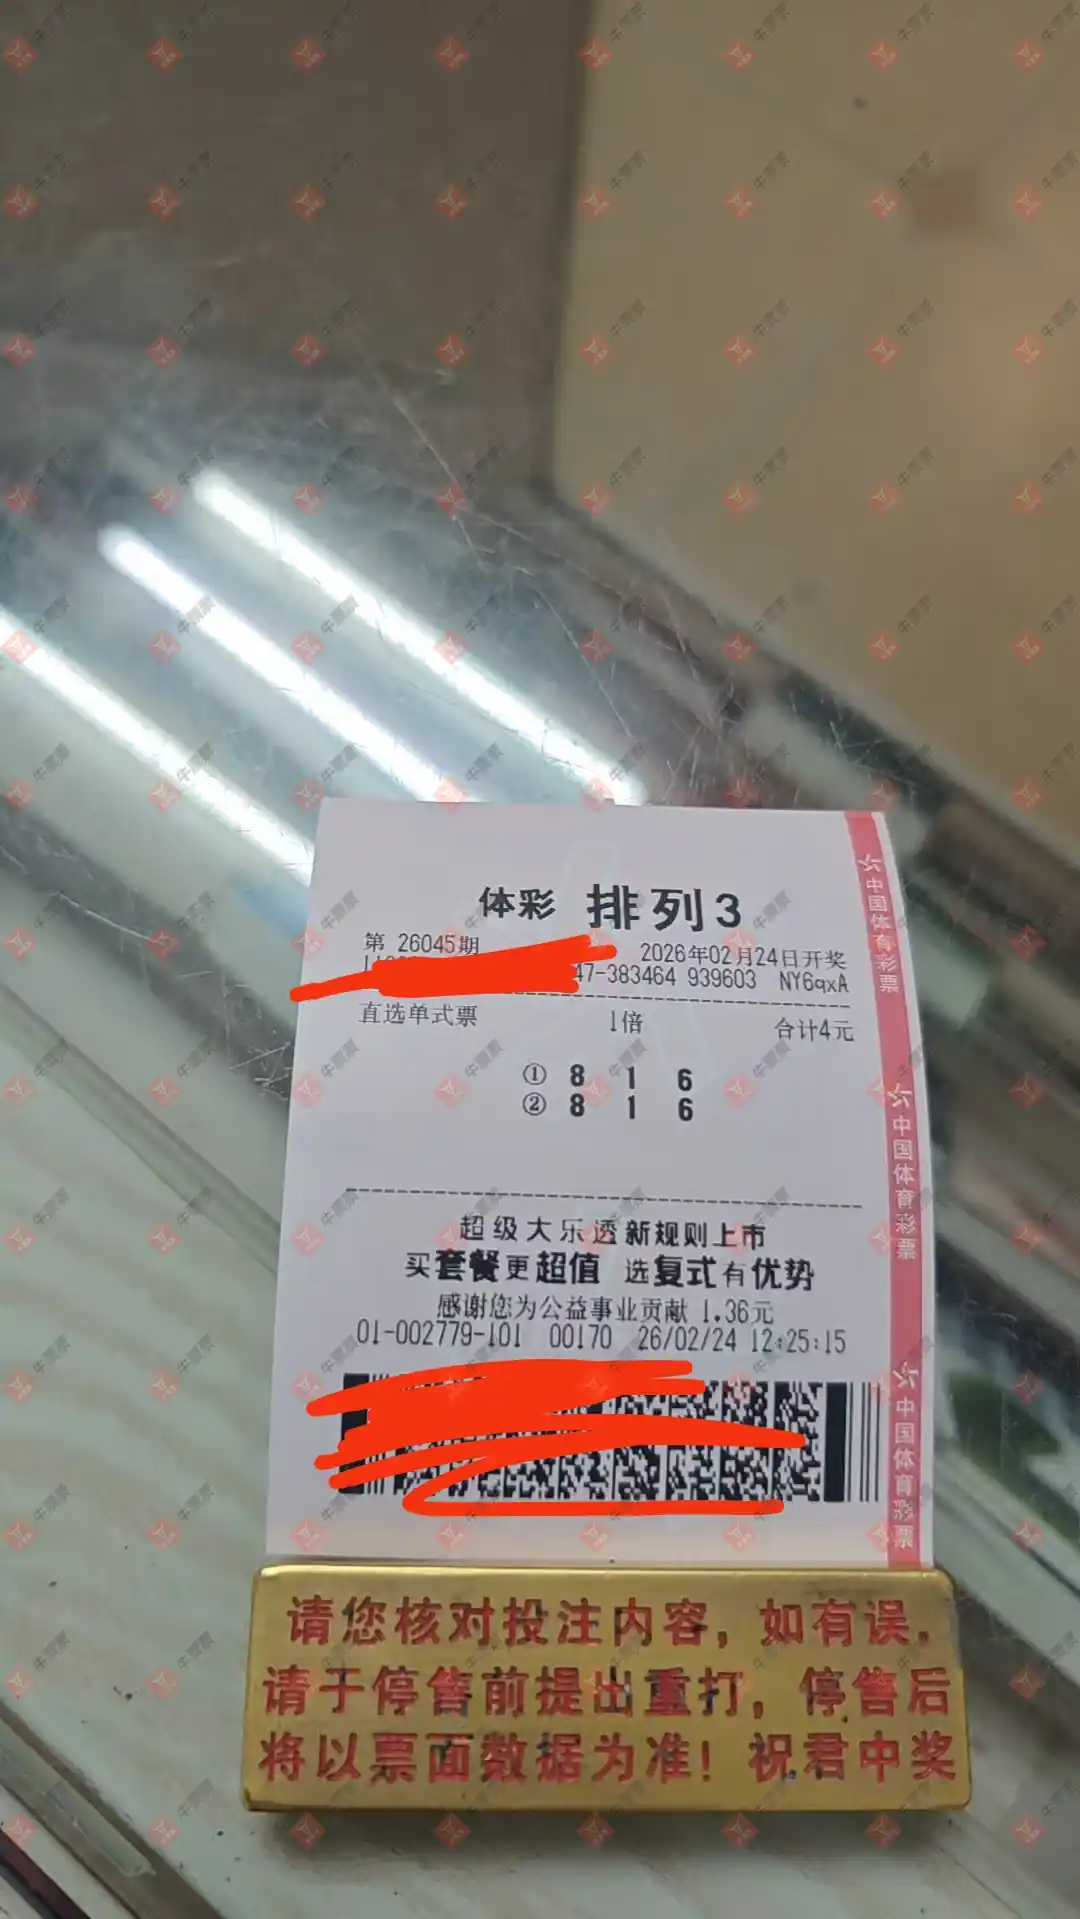 体彩 排列3
第 26045期 2026年02月24日开奖
47-383464 939603 NY6qxA
直选单式票 1倍 合计4元
① 8 1 6
② 8 1 6
超级大乐透新规则上市
买套餐更超值 选复式有优势
感谢您为公益事业贡献 1.36元
01-002779-101 00170 26/02/24 12:25:15
中国体育彩票
中国体育彩票
中国体育彩票
请您核对投注内容，如有误，
请于停售前提出重打，停售后
将以票面数据为准！祝君中奖
牛票票